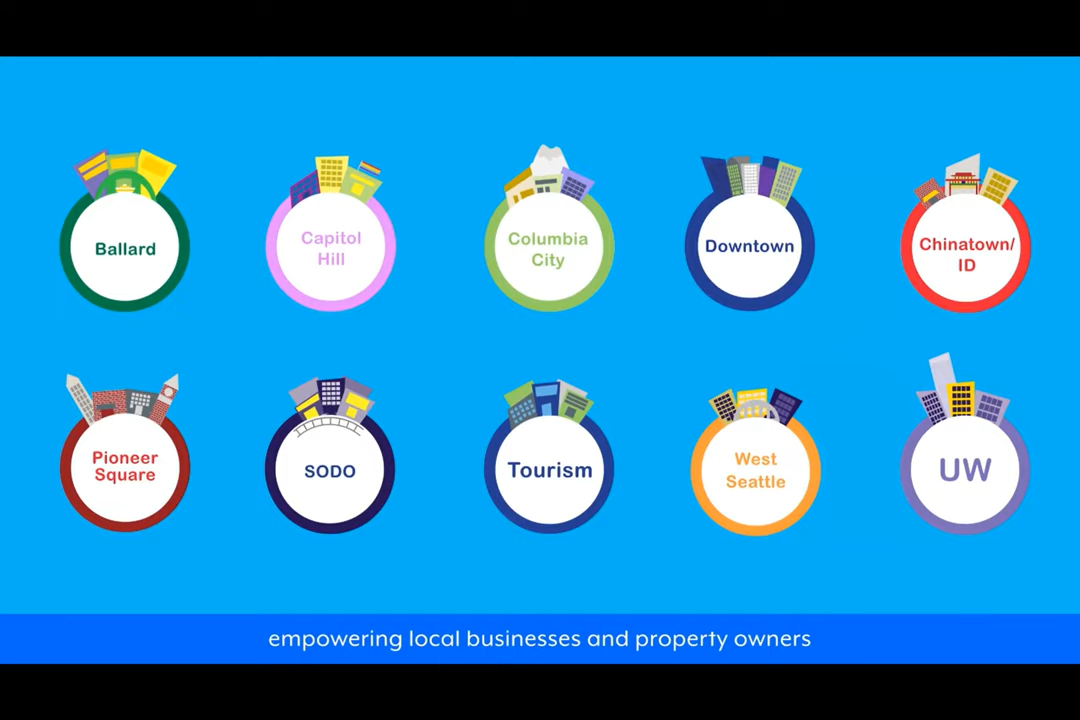 Ballard
Capitol
Hill
Columbia
City
Downtown
Chinatown/
ID
Pioneer
Square
SODO
Tourism
West
Seattle
UW
empowering local businesses and property owners